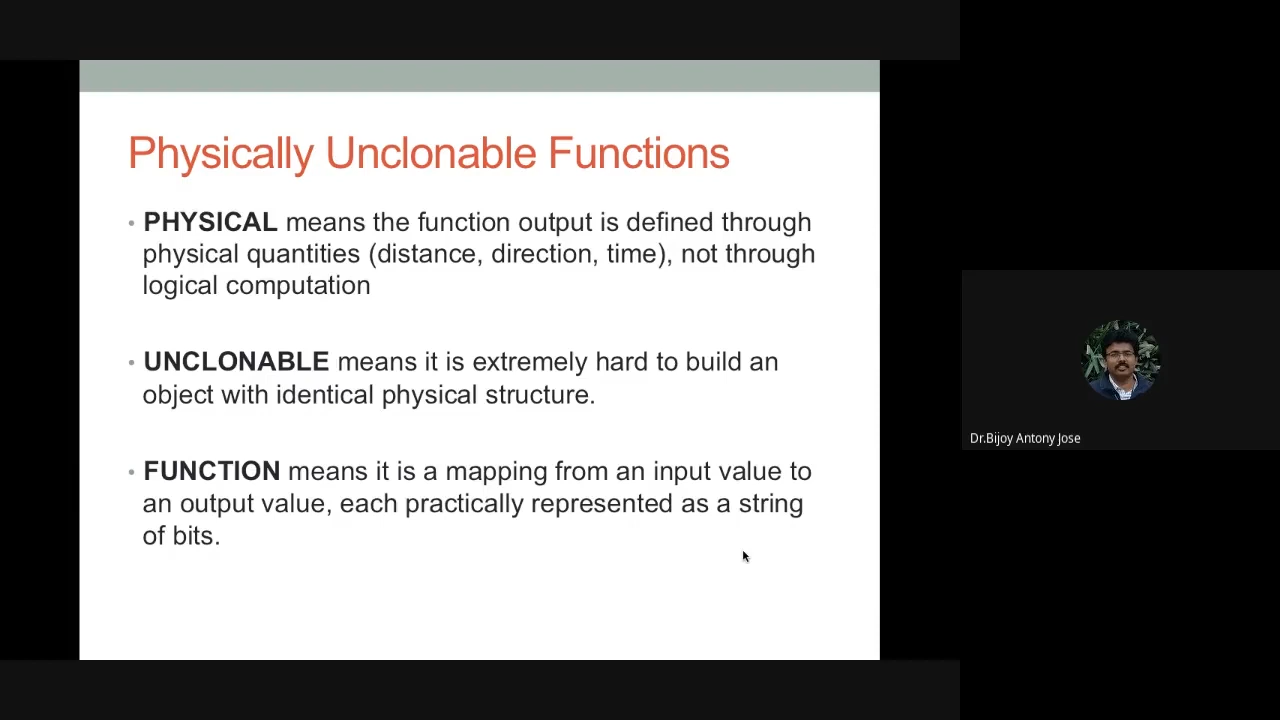 Physically Unclonable Functions
• PHYSICAL means the function output is defined through
physical quantities (distance, direction, time), not through
logical computation
• UNCLONABLE means it is extremely hard to build an
object with identical physical structure.
• FUNCTION means it is a mapping from an input value to
an output value, each practically represented as a string
of bits.
Dr.Bijoy Antony Jose